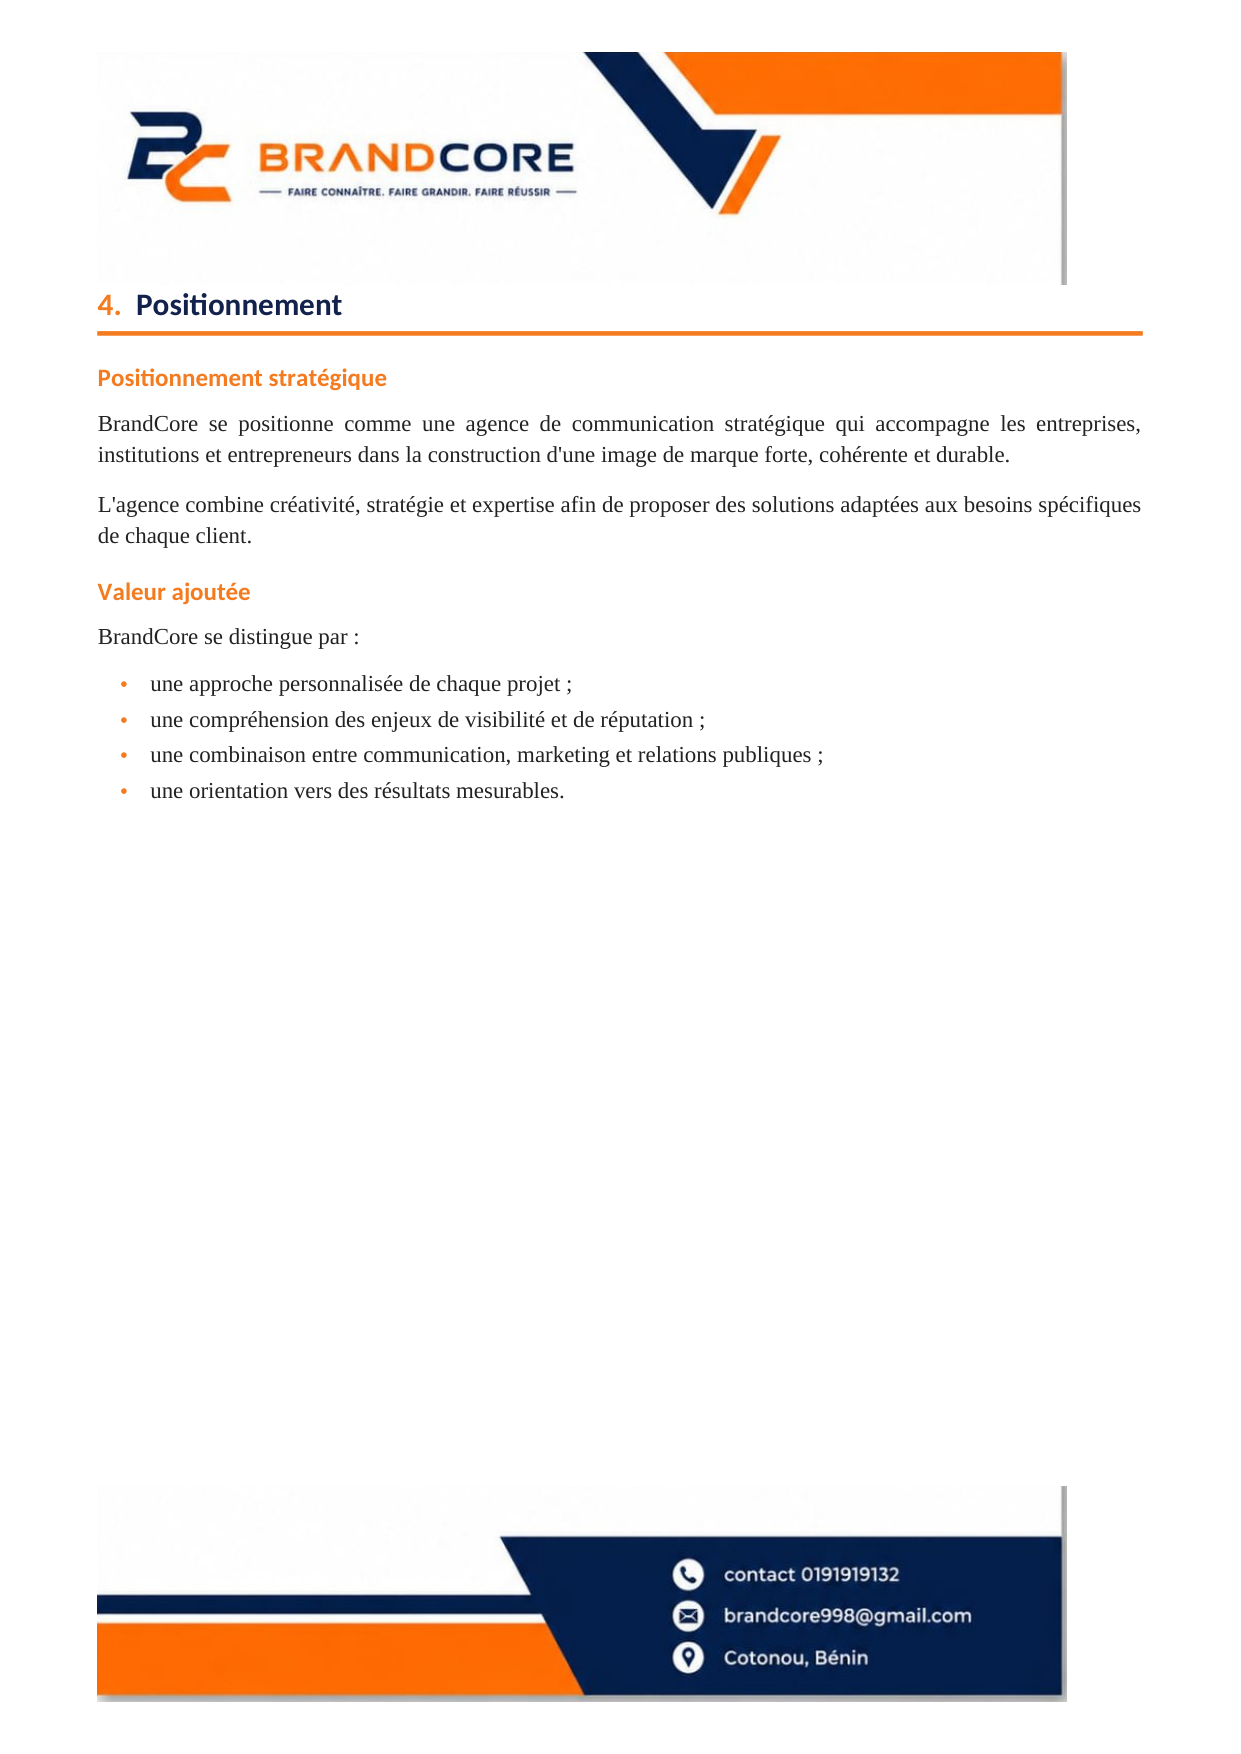 BC BRANDCORE
FAIRE CONNAÎTRE. FAIRE GRANDIR. FAIRE RÉUSSIR
4. Positionnement
Positionnement stratégique
BrandCore se positionne comme une agence de communication stratégique qui accompagne les entreprises,
institutions et entrepreneurs dans la construction d'une image de marque forte, cohérente et durable.
L'agence combine créativité, stratégie et expertise afin de proposer des solutions adaptées aux besoins spécifiques
de chaque client.
Valeur ajoutée
BrandCore se distingue par :
• une approche personnalisée de chaque projet ;
• une compréhension des enjeux de visibilité et de réputation ;
• une combinaison entre communication, marketing et relations publiques ;
• une orientation vers des résultats mesurables.
contact 0191919132
brandcore998@gmail.com
Cotonou, Bénin